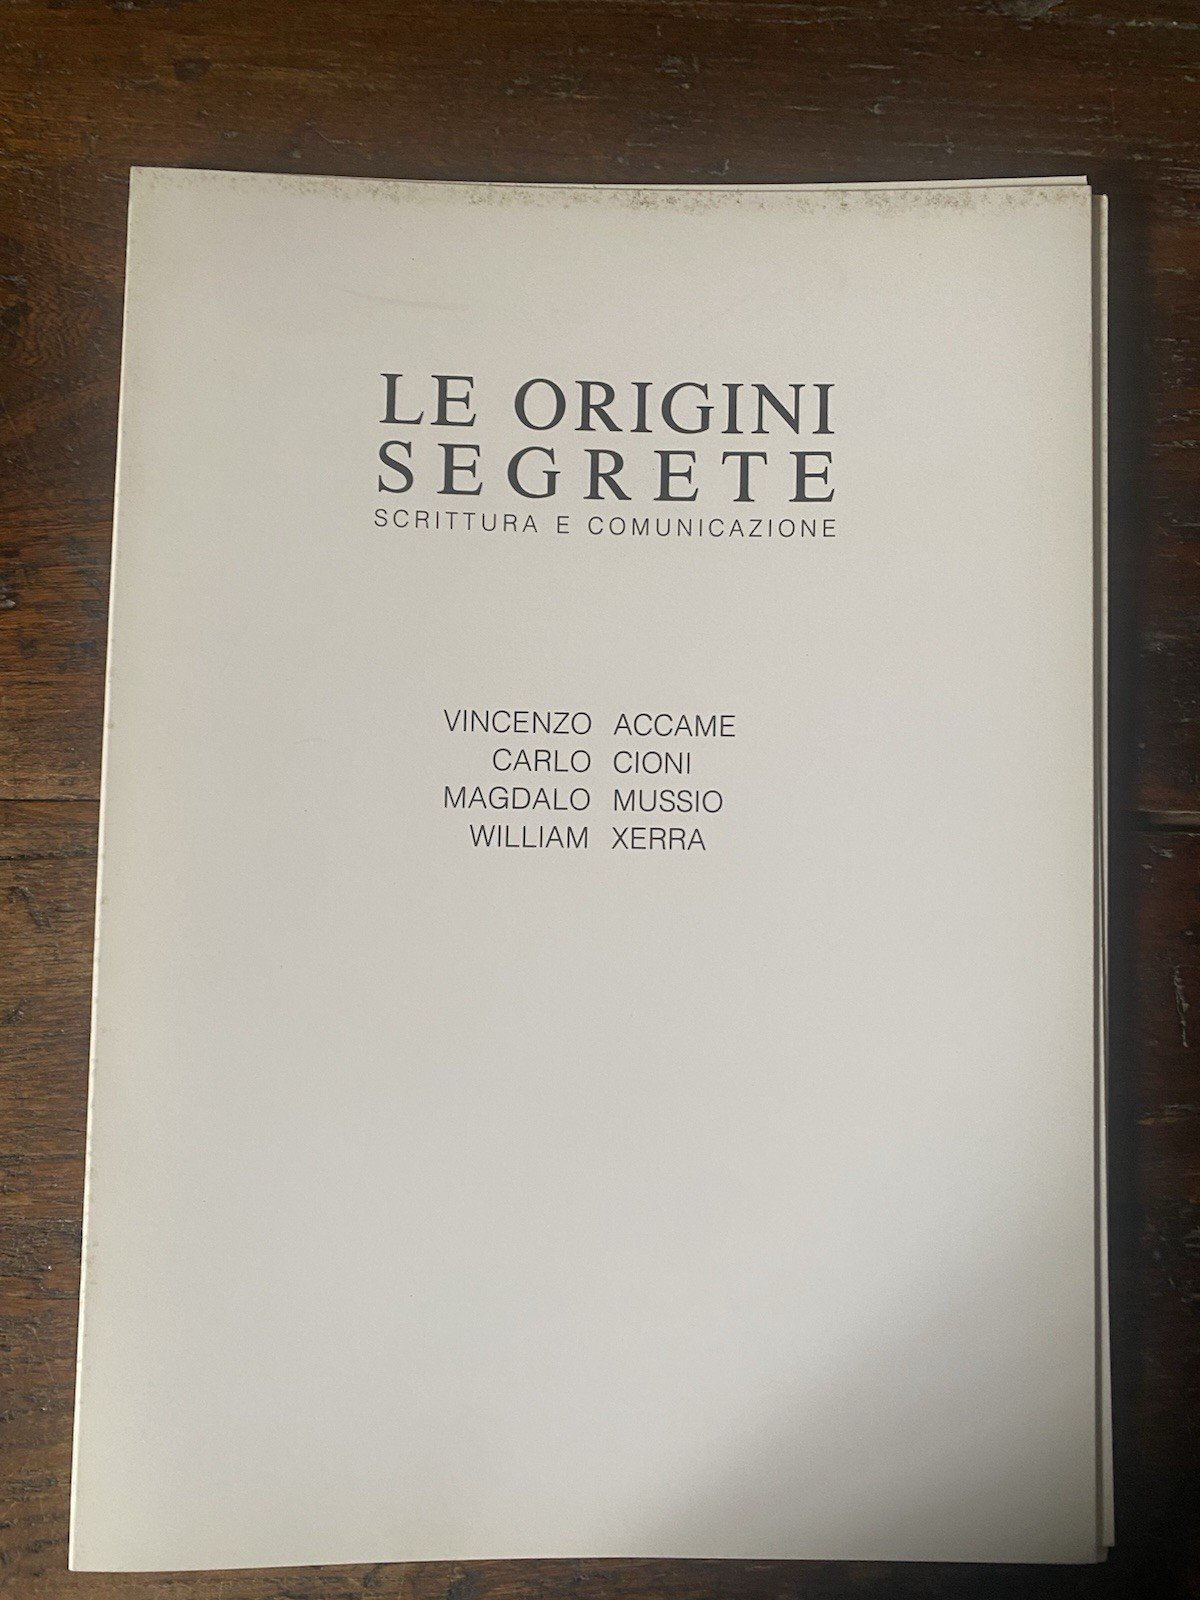 LE ORIGINI
SEGRETE
SCRITTURA E COMUNICAZIONE
VINCENZO ACCAME
CARLO CIONI
MAGDALO MUSSIO
WILLIAM XERRA